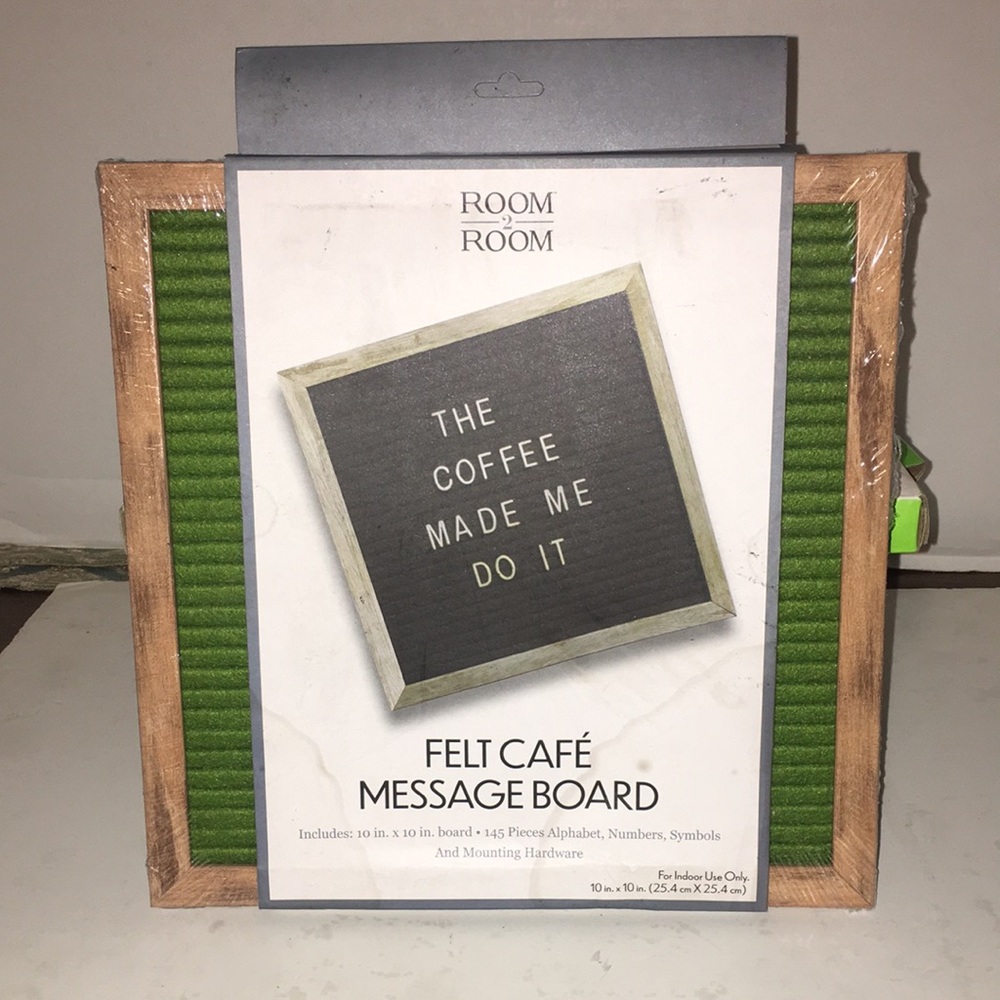 ROOM
2
ROOM
THE
COFFEE
MADE ME
DO IT
FELT CAFÉ
MESSAGE BOARD
Includes: 10 in. x 10 in. board • 145 Pieces Alphabet, Numbers, Symbols
And Mounting Hardware
For Indoor Use Only.
10 in. x 10 in. (25.4 cm X 25.4 cm)